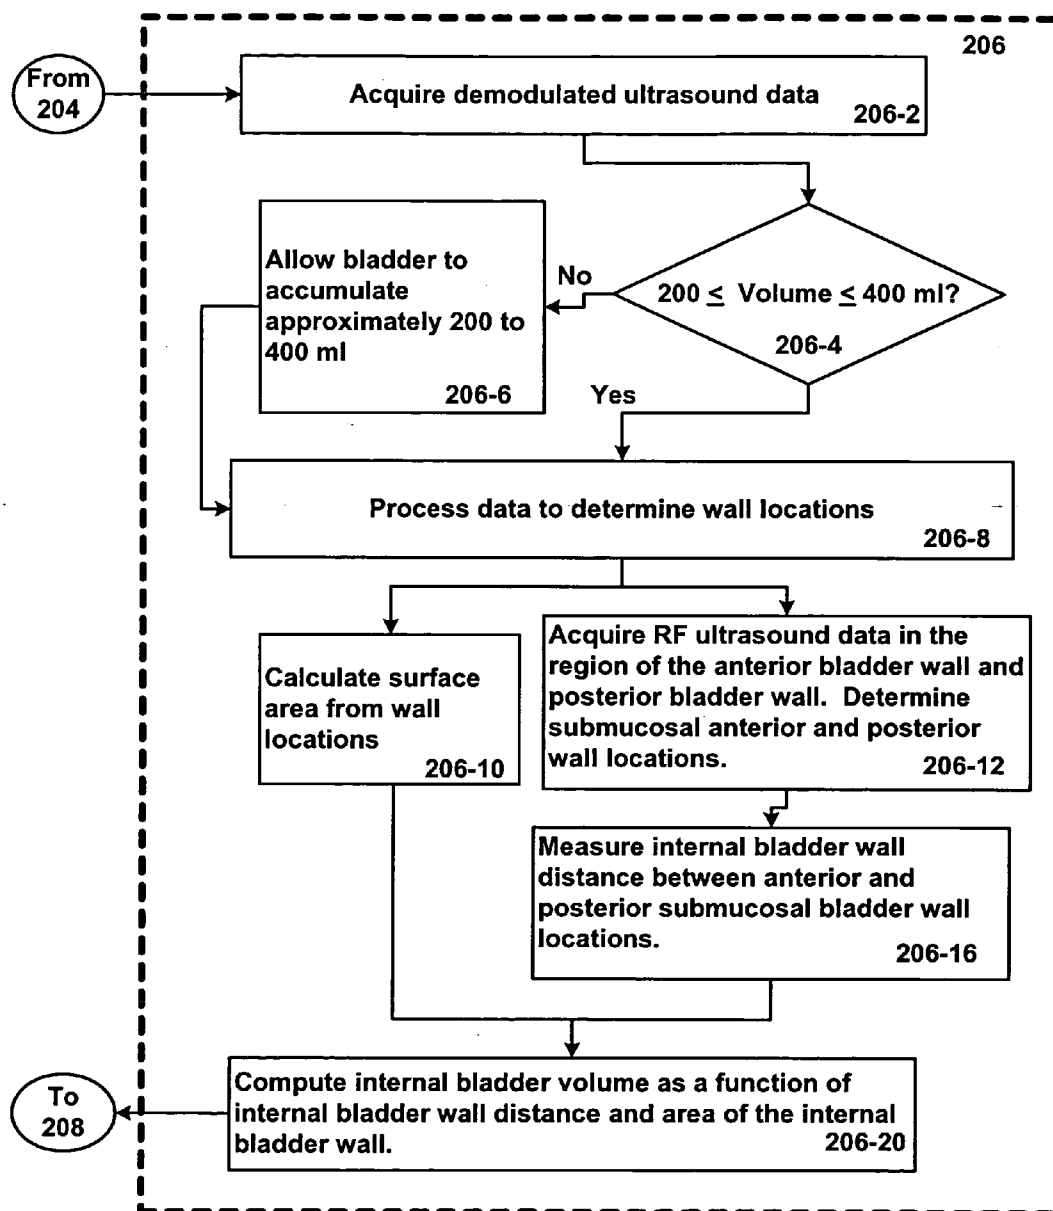 206
From
204
Acquire demodulated ultrasound data
206-2
Allow bladder to
accumulate
approximately 200 to
400 ml
206-6
No
200 ≤ Volume ≤ 400 ml?
206-4
Yes
Process data to determine wall locations
206-8
Calculate surface
area from wall
locations
206-10
Acquire RF ultrasound data in the
region of the anterior bladder wall and
posterior bladder wall. Determine
submucosal anterior and posterior
wall locations.
206-12
Measure internal bladder wall
distance between anterior and
posterior submucosal bladder wall
locations.
206-16
To
208
Compute internal bladder volume as a function of
internal bladder wall distance and area of the internal
bladder wall.
206-20